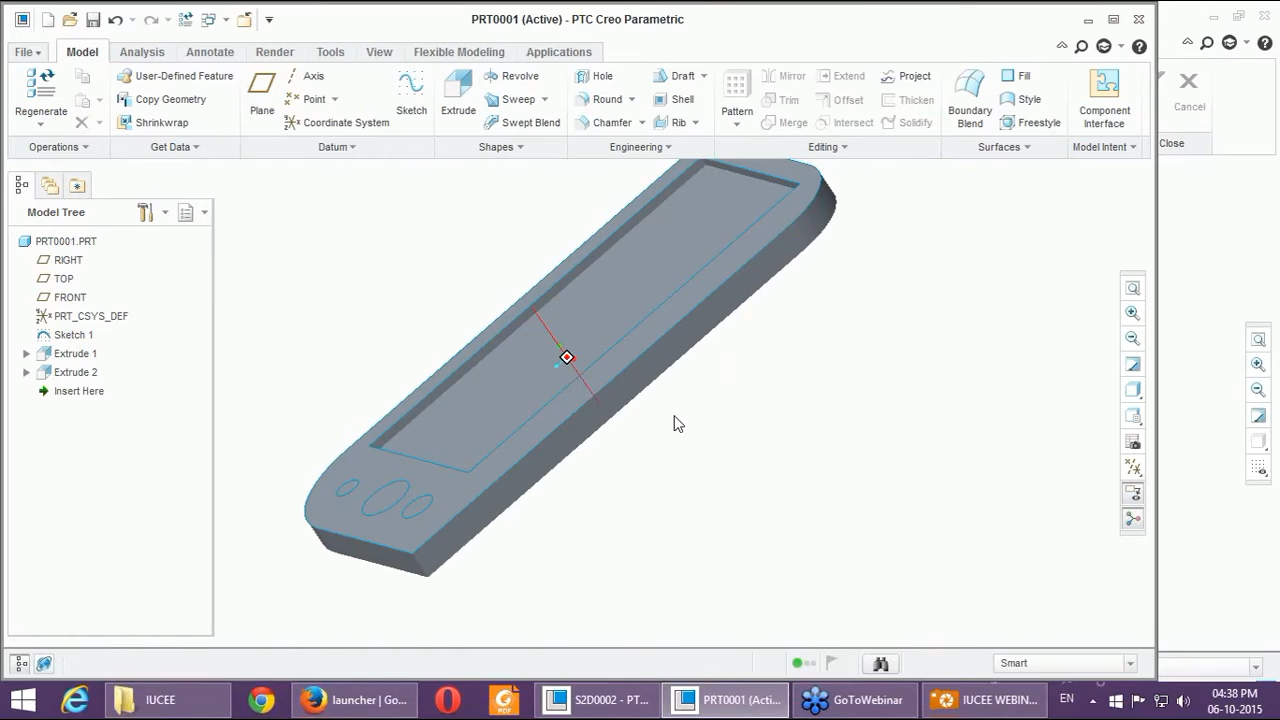 PRT0001 (Active) - PTC Creo Parametric
File Model Analysis Annotate Render Tools View Flexible Modeling Applications
Regenerate
User-Defined Feature
Copy Geometry
Shrinkwrap
Plane
Axis
Point
Coordinate System
Sketch
Extrude
Revolve
Sweep
Swept Blend
Hole
Round
Chamfer
Draft
Shell
Rib
Pattern
Mirror
Trim
Merge
Extend
Offset
Intersect
Project
Thicken
Solidify
Boundary
Blend
Fill
Style
Freestyle
Component
Interface
Cancel
Operations Get Data Datum Shapes Engineering Editing Surfaces Model Intent Close
Model Tree
PRT0001.PRT
RIGHT
TOP
FRONT
PRT_CSYS_DEF
Sketch 1
Extrude 1
Extrude 2
Insert Here
Smart
IUCEE
launcher | Go...
PDF
S2D0002 - PT...
PRT0001 (Acti...
GoToWebinar
IUCEE WEBIN...
EN
04:38 PM
06-10-2015